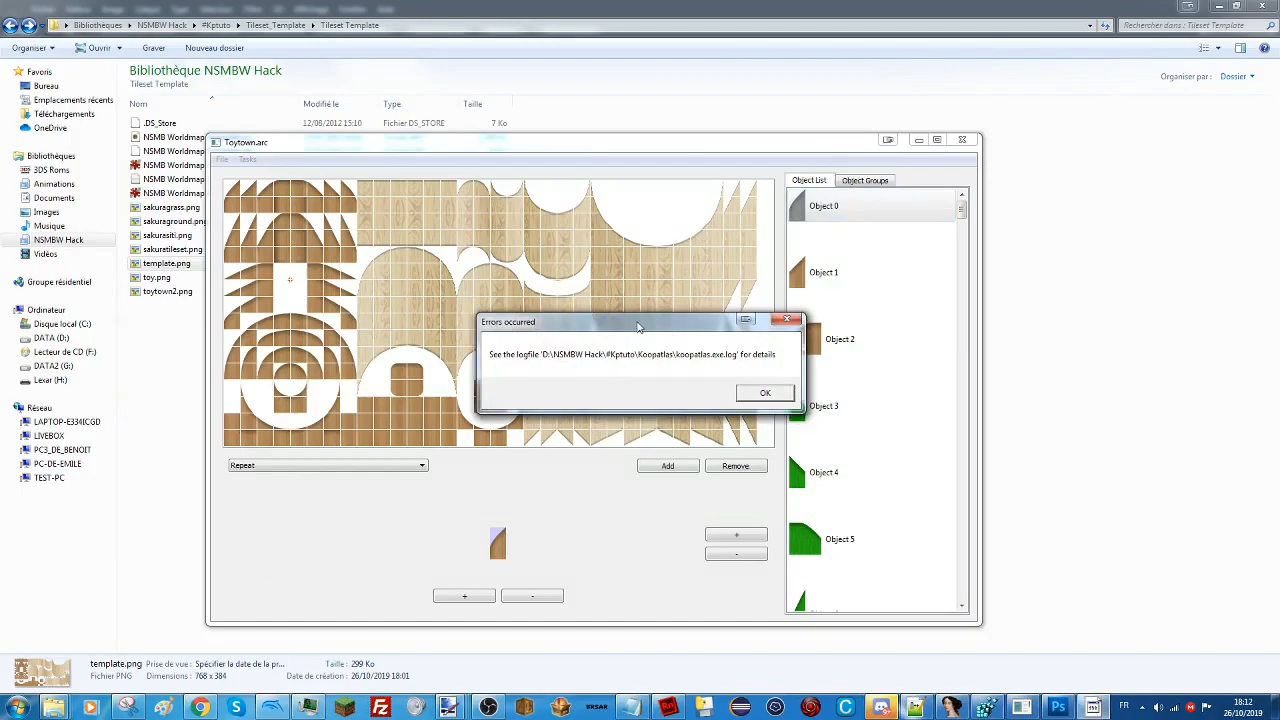 Bibliothèques
NSMBW Hack
#Kptuto
Tileset_Template
Tileset Template
Rechercher dans : Tileset Template
Organiser
Ouvrir
Graver
Nouveau dossier
Favoris
Bureau
Emplacements récents
Téléchargements
OneDrive
Bibliothèques
3DS Roms
Animations
Documents
Images
Musique
NSMBW Hack
Vidéos
Groupe résidentiel
Ordinateur
Disque local (C:)
DATA (D:)
Lecteur de CD (F:)
DATA2 (G:)
Lexar (H:)
Réseau
LAPTOP-E334ICGD
LIVEBOX
PC3_DE_BENOIT
PC-DE-EMILE
TEST-PC
Bibliothèque NSMBW Hack
Tileset Template
Organiser par :
Dossier
Nom
Modifié le
Type
Taille
.DS_Store
12/08/2012 15:10
Fichier DS_STORE
7 Ko
NSMB Worldmap
NSMB Worldmap
NSMB Worldmap
NSMB Worldmap
NSMB Worldmap
sakuragrass.png
sakuraground.png
sakurasiti.png
sakuratileset.png
template.png
toy.png
toytown2.png
Toytown.arc
File
Tasks
Object List
Object Groups
Object 0
Object 1
Object 2
Object 3
Object 4
Object 5
Errors occurred
See the logfile 'D:\NSMBW Hack\#Kptuto\Koopatlas\koopatlas.exe.log' for details
OK
Repeat
Add
Remove
+
-
+
-
template.png
Prise de vue : Spécifier la date de la pr...
Taille : 299 Ko
Fichier PNG
Dimensions : 768 x 384
Date de création : 26/10/2019 18:01
BRSAR
FR
18:12
26/10/2019